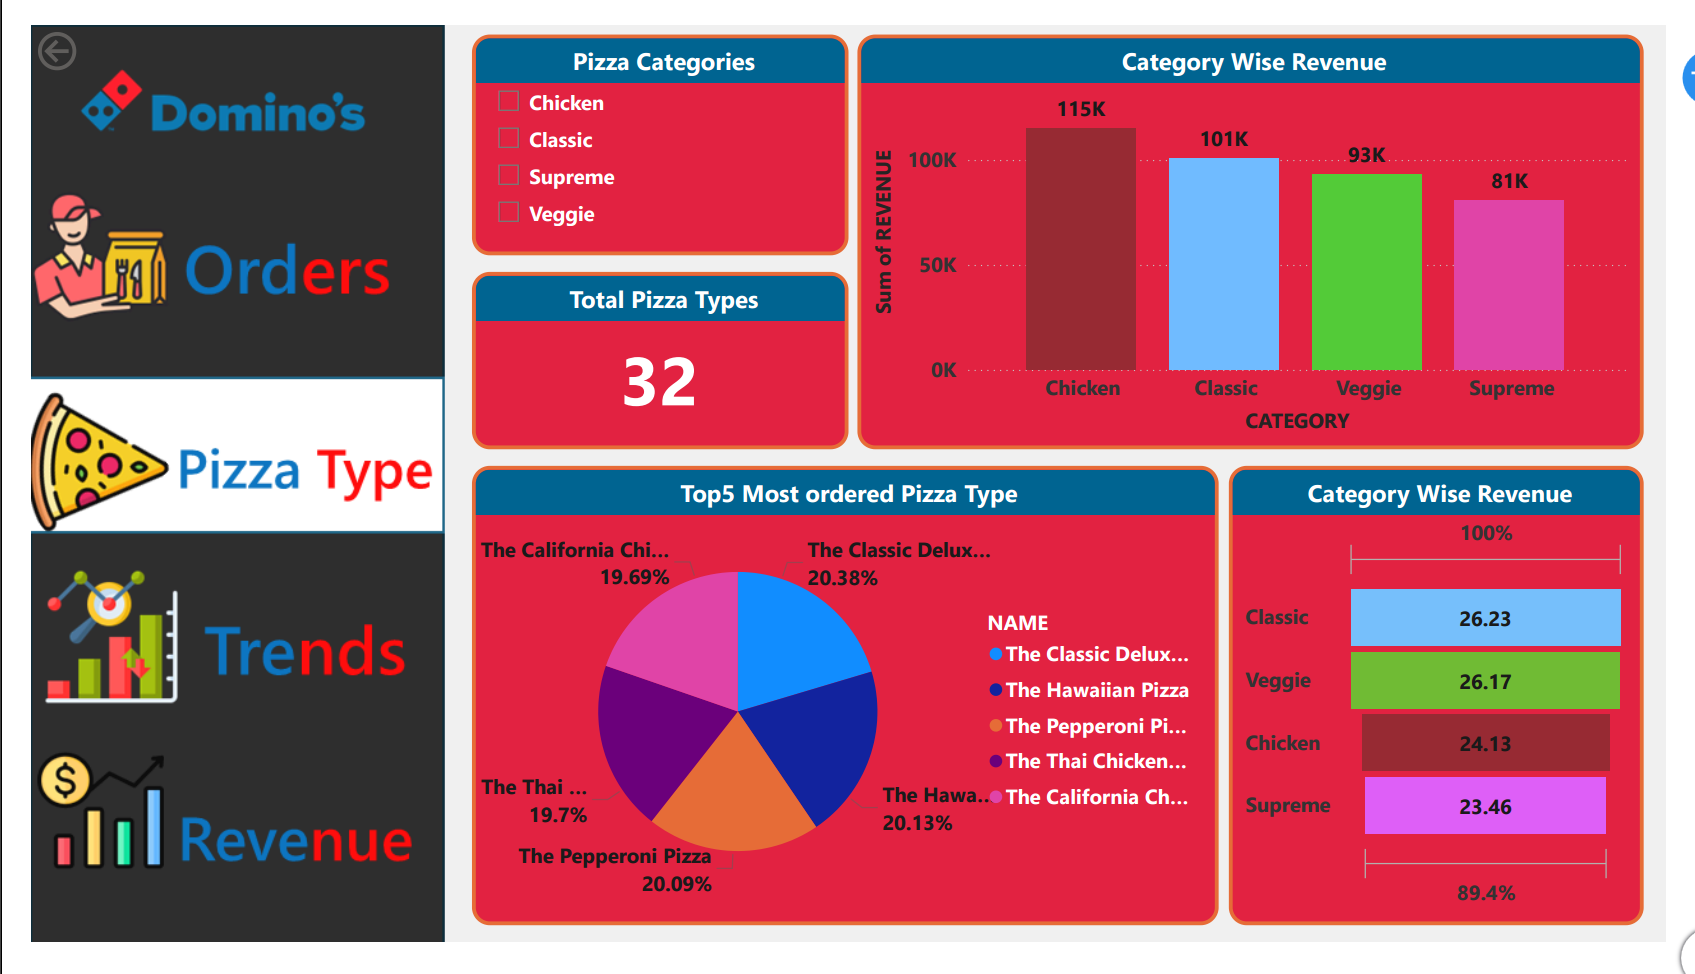 Domino's
Orders
Pizza Type
Trends
Revenue
Pizza Categories
Chicken
Classic
Supreme
Veggie
Total Pizza Types
32
Category Wise Revenue
Sum of REVENUE
100K
50K
0K
115K
101K
93K
81K
Chicken
Classic
Veggie
Supreme
CATEGORY
Top5 Most ordered Pizza Type
The California Chi...
19.69%
The Classic Delux...
20.38%
The Thai ...
19.7%
The Hawa...
20.13%
The Pepperoni Pizza
20.09%
NAME
The Classic Delux...
The Hawaiian Pizza
The Pepperoni Pi...
The Thai Chicken...
The California Ch...
Category Wise Revenue
100%
Classic 26.23
Veggie 26.17
Chicken 24.13
Supreme 23.46
89.4%